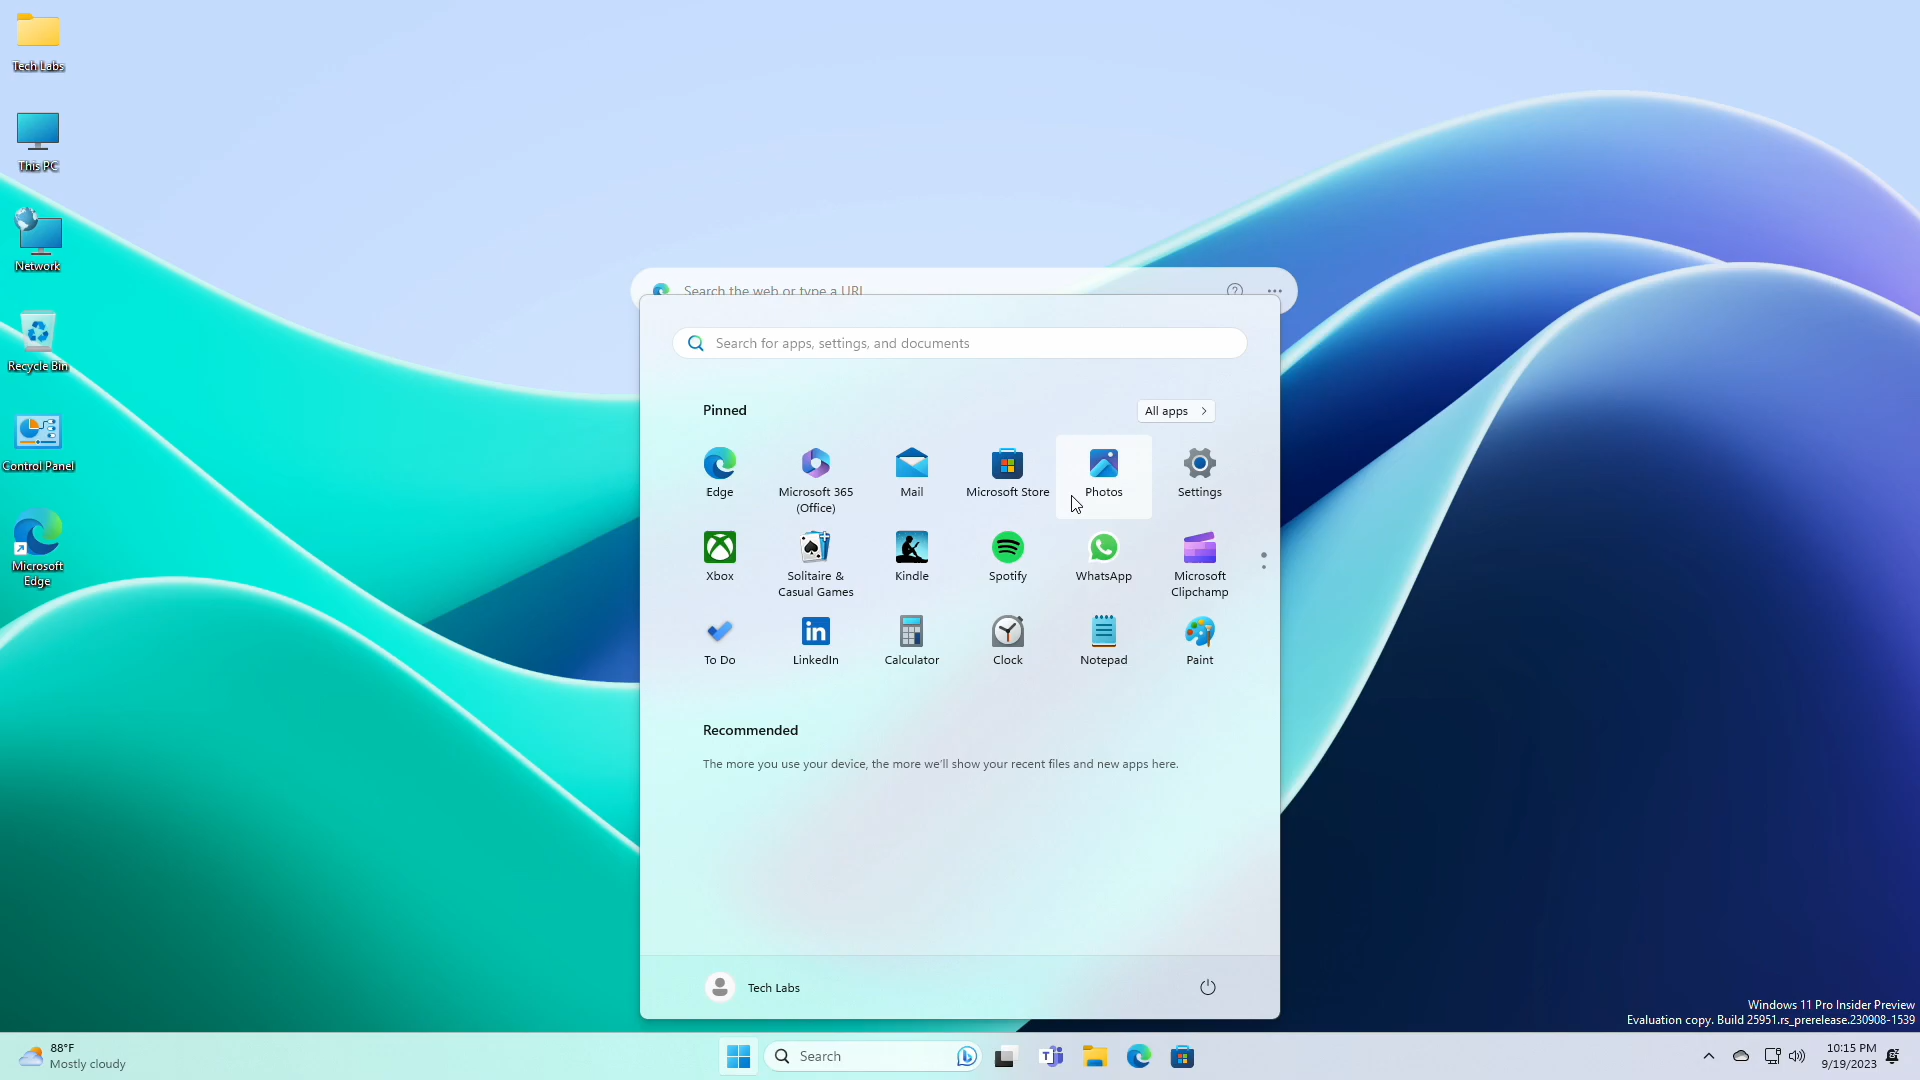 Tech Labs
This PC
Network
Recycle Bin
Control Panel
Microsoft
Edge
Search the web or type a URL
Search for apps, settings, and documents
Pinned
All apps
Edge
Microsoft 365
(Office)
Mail
Microsoft Store
Photos
Settings
Xbox
Solitaire &
Casual Games
Kindle
Spotify
WhatsApp
Microsoft
Clipchamp
To Do
LinkedIn
Calculator
Clock
Notepad
Paint
Recommended
The more you use your device, the more we'll show your recent files and new apps here.
Tech Labs
Windows 11 Pro Insider Preview
Evaluation copy. Build 25951.rs_prerelease.230908-1539
88°F
Mostly cloudy
Search
10:15 PM
9/19/2023